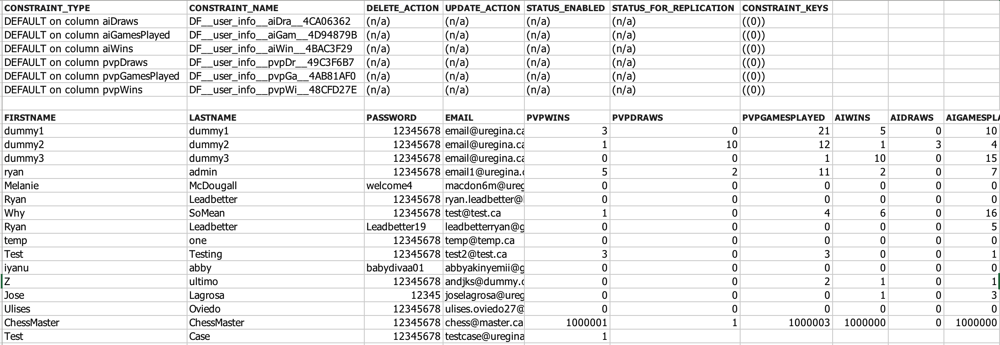 CONSTRAINT_TYPE CONSTRAINT_NAME DELETE_ACTION UPDATE_ACTION STATUS_ENABLED STATUS_FOR_REPLICATION CONSTRAINT_KEYS
DEFAULT on column aiDraws DF__user_info__aiDra__4CA06362 (n/a) (n/a) (n/a) (n/a) ((0))
DEFAULT on column aiGamesPlayed DF__user_info__aiGam__4D94879B (n/a) (n/a) (n/a) (n/a) ((0))
DEFAULT on column aiWins DF__user_info__aiWin__4BAC3F29 (n/a) (n/a) (n/a) (n/a) ((0))
DEFAULT on column pvpDraws DF__user_info__pvpDr__49C3F6B7 (n/a) (n/a) (n/a) (n/a) ((0))
DEFAULT on column pvpGamesPlayed DF__user_info__pvpGa__4AB81AF0 (n/a) (n/a) (n/a) (n/a) ((0))
DEFAULT on column pvpWins DF__user_info__pvpWi__48CFD27E (n/a) (n/a) (n/a) (n/a) ((0))
FIRSTNAME LASTNAME PASSWORD EMAIL PVPWINS PVPDRAWS PVPGAMESPLAYED AIWINS AIDRAWS AIGAMESPLA
dummy1 dummy1 12345678 email@uregina.ca 3 0 21 5 0 10
dummy2 dummy2 12345678 email@uregina.ca 1 10 12 1 3 4
dummy3 dummy3 12345678 email@uregina.ca 0 0 1 10 0 15
ryan admin 12345678 email1@uregina.c 5 2 11 2 0 7
Melanie McDougall welcome4 macdon6m@ureg 0 0 0 0 0 0
Ryan Leadbetter 12345678 ryan.leadbetter@ 0 0 0 0 0 0
Why SoMean 12345678 test@test.ca 1 0 4 6 0 16
Ryan Leadbetter Leadbetter19 leadbetterryan@g 0 0 0 0 0 5
temp one 12345678 temp@temp.ca 0 0 0 0 0 0
Test Testing 12345678 test2@test.ca 3 0 3 0 0 1
iyanu abby babydivaa01 abbyakinyemii@g 0 0 0 0 0 0
Z ultimo 12345678 andjks@dummy.c 0 0 2 1 0 1
Jose Lagrosa 12345 joselagrosa@ureg 0 0 0 1 0 3
Ulises Oviedo 12345678 ulises.oviedo27@ 0 0 0 0 0 0
ChessMaster ChessMaster 12345678 chess@master.ca 1000001 1 1000003 1000000 0 1000000
Test Case 12345678 testcase@uregina 1